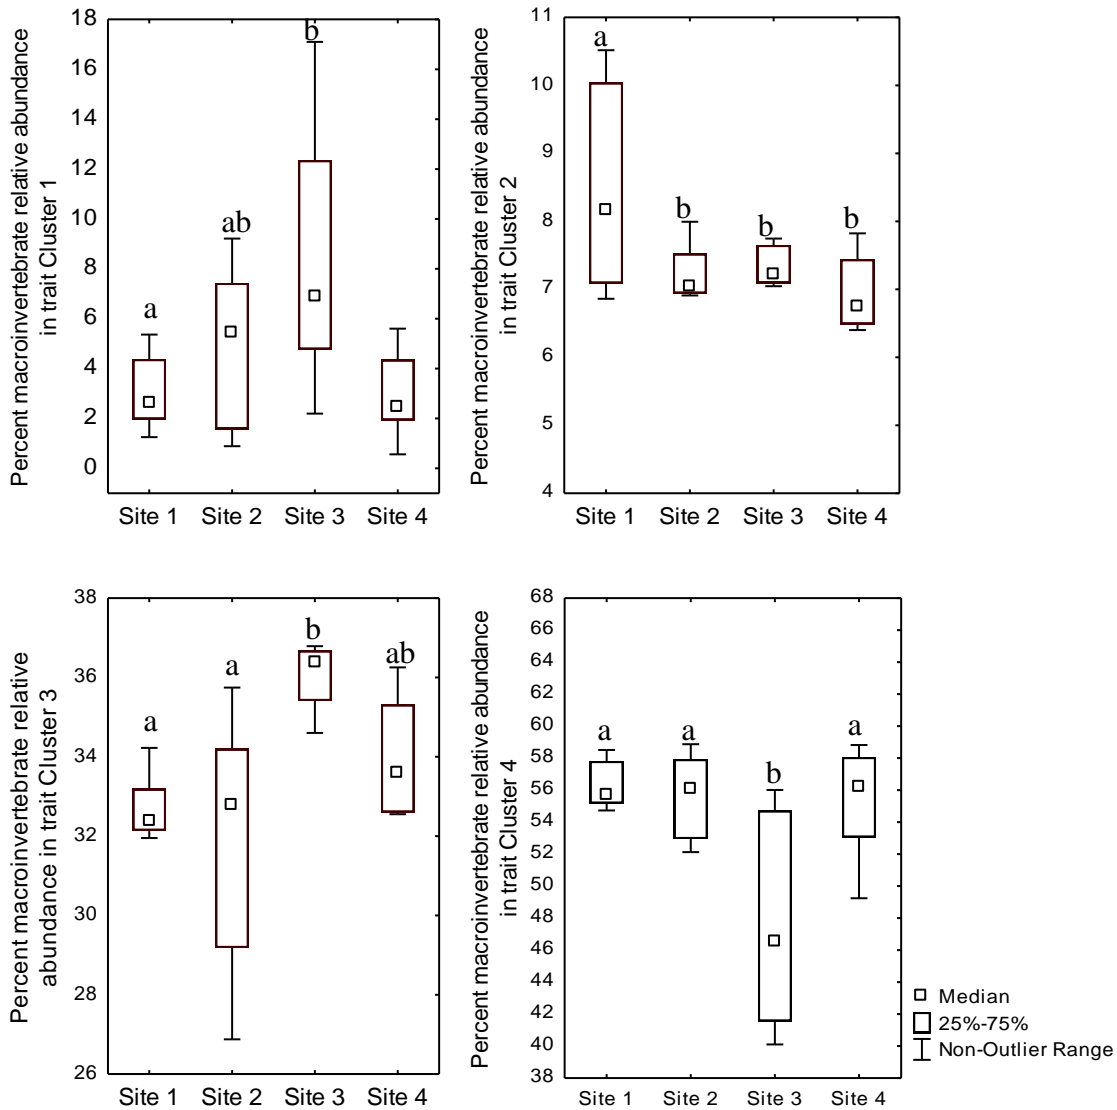 Percent macroinvertebrate relative abundance
in trait Cluster 1
18
16
14
12
10
8
6
4
2
0
a
ab
b
Site 1 Site 2 Site 3 Site 4
Percent macroinvertebrate relative abundance
in trait Cluster 2
11
10
9
8
7
6
5
4
a
b
b
b
Site 1 Site 2 Site 3 Site 4
Percent macroinvertebrate relative
abundance in trait Cluster 3
38
36
34
32
30
28
26
a
a
b
ab
Site 1 Site 2 Site 3 Site 4
Percent macroinvertebrate relative abundance
in trait Cluster 4
68
66
64
62
60
58
56
54
52
50
48
46
44
42
40
38
a
a
b
a
Site 1 Site 2 Site 3 Site 4
Median
25%-75%
Non-Outlier Range